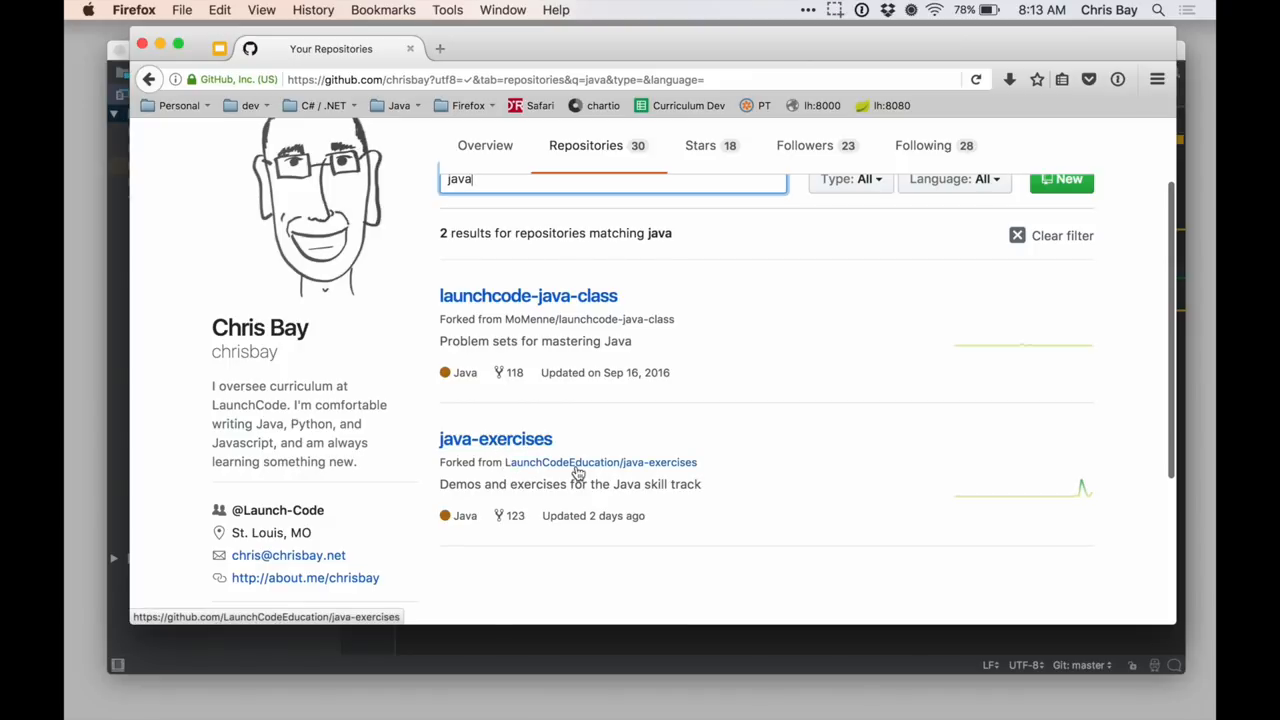 Firefox File Edit View History Bookmarks Tools Window Help 78% 8:13 AM Chris Bay
Your Repositories
GitHub, Inc. (US) https://github.com/chrisbay?utf8=✓&tab=repositories&q=java&type=&language=
Personal dev C# / .NET Java Firefox Safari chartio Curriculum Dev PT lh:8000 lh:8080
Overview Repositories 30 Stars 18 Followers 23 Following 28
java Type: All Language: All New
2 results for repositories matching java Clear filter
launchcode-java-class
Forked from MoMenne/launchcode-java-class
Problem sets for mastering Java
Java 118 Updated on Sep 16, 2016
java-exercises
Forked from LaunchCodeEducation/java-exercises
Demos and exercises for the Java skill track
Java 123 Updated 2 days ago
Chris Bay
chrisbay
I oversee curriculum at
LaunchCode. I'm comfortable
writing Java, Python, and
Javascript, and am always
learning something new.
@Launch-Code
St. Louis, MO
chris@chrisbay.net
http://about.me/chrisbay
https://github.com/LaunchCodeEducation/java-exercises
LF UTF-8 Git: master